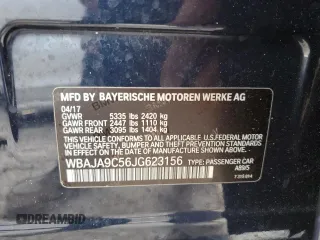 MFD BY BAYERISCHE MOTOREN WERKE AG
04/17
GVWR 5335 lbs 2420 kg
GAWR FRONT 2447 lbs 1110 kg
GAWR REAR 3095 lbs 1404 kg
THIS VEHICLE CONFORMS TO ALL APPLICABLE U.S. FEDERAL MOTOR
VEHICLE SAFETY, BUMPER, AND THEFT PREVENTION STANDARDS IN
EFFECT ON THE DATE OF MANUFACTURE SHOWN ABOVE.
WBAJA9C56JG623156 TYPE: PASSENGER CAR
A89/5
DREAMBID